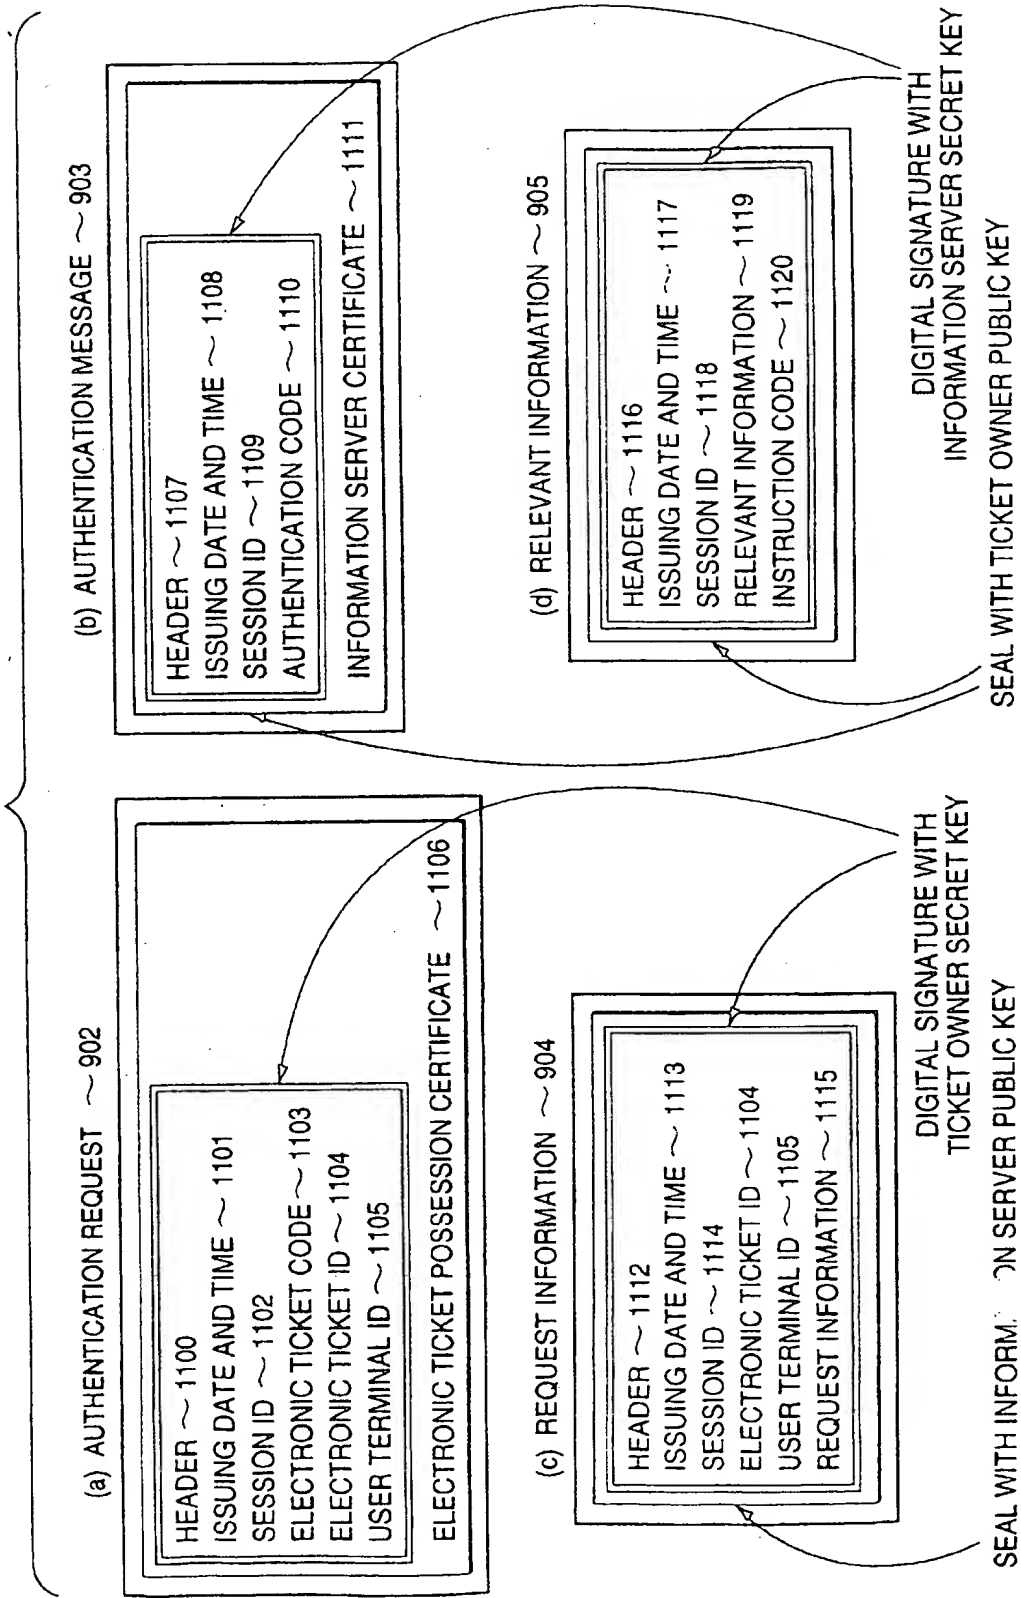 (a) AUTHENTICATION REQUEST ~902
HEADER ~1100
ISSUING DATE AND TIME ~1101
SESSION ID ~1102
ELECTRONIC TICKET CODE ~1103
ELECTRONIC TICKET ID ~1104
USER TERMINAL ID ~1105
ELECTRONIC TICKET POSSESSION CERTIFICATE ~1106
(b) AUTHENTICATION MESSAGE ~903
HEADER ~1107
ISSUING DATE AND TIME ~1108
SESSION ID ~1109
AUTHENTICATION CODE ~1110
INFORMATION SERVER CERTIFICATE ~1111
(c) REQUEST INFORMATION ~904
HEADER ~1112
ISSUING DATE AND TIME ~1113
SESSION ID ~1114
ELECTRONIC TICKET ID ~1104
USER TERMINAL ID ~1105
REQUEST INFORMATION ~1115
DIGITAL SIGNATURE WITH
TICKET OWNER SECRET KEY
SEAL WITH SERVER PUBLIC KEY
(d) RELEVANT INFORMATION ~905
HEADER ~1116
ISSUING DATE AND TIME ~1117
SESSION ID ~1118
RELEVANT INFORMATION ~1119
INSTRUCTION CODE ~1120
DIGITAL SIGNATURE WITH
INFORMATION SERVER SECRET KEY
SEAL WITH TICKET OWNER PUBLIC KEY